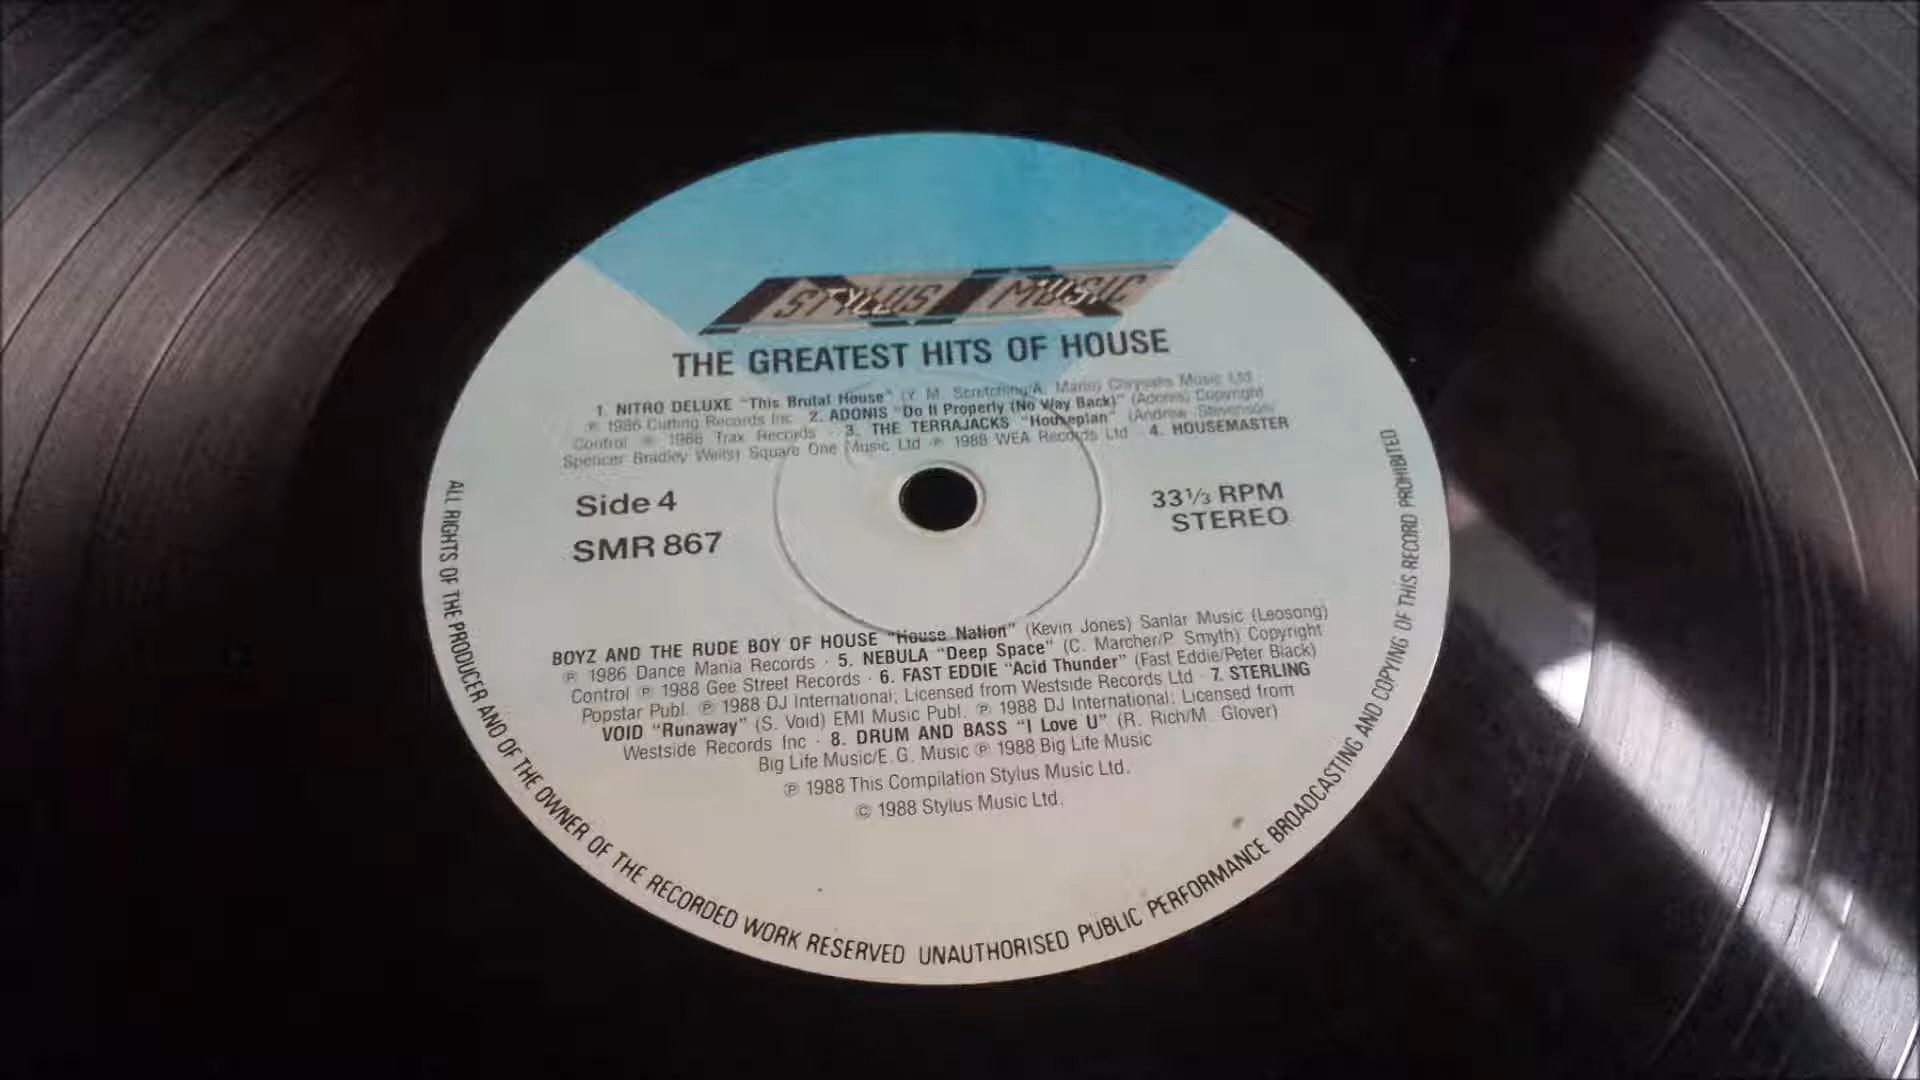 STYLUS MUSIC
THE GREATEST HITS OF HOUSE
1. NITRO DELUXE "This Brutal House" (Y. M. Scretching/A. Mario) Chrysalis Music Ltd
℗ 1986 Cutting Records Inc. 2. ADONIS "Do It Properly (No Way Back)" (Adonis) Copyright
Control ℗ 1986 Trax Records · 3. THE TERRAJACKS "Houseplan" (Andrew Stevenson/
Spencer Bradley Wells) Square One Music Ltd ℗ 1988 WEA Records Ltd · 4. HOUSEMASTER
Side 4
SMR 867
33⅓ RPM
STEREO
BOYZ AND THE RUDE BOY OF HOUSE "House Nation" (Kevin Jones) Sanlar Music (Leosong)
℗ 1986 Dance Mania Records · 5. NEBULA "Deep Space" (C. Marcher/P. Smyth) Copyright
Control ℗ 1988 Gee Street Records · 6. FAST EDDIE "Acid Thunder" (Fast Eddie/Peter Black)
Popstar Publ. ℗ 1988 DJ International; Licensed from Westside Records Ltd · 7. STERLING
VOID "Runaway" (S. Void) EMI Music Publ. ℗ 1988 DJ International; Licensed from
Westside Records Inc · 8. DRUM AND BASS "I Love U" (R. Rich/M. Glover)
Big Life Music/E.G. Music ℗ 1988 Big Life Music
℗ 1988 This Compilation Stylus Music Ltd.
© 1988 Stylus Music Ltd.
ALL RIGHTS OF THE PRODUCER AND OF THE OWNER OF THE RECORDED WORK RESERVED UNAUTHORISED PUBLIC PERFORMANCE BROADCASTING AND COPYING OF THIS RECORD PROHIBITED